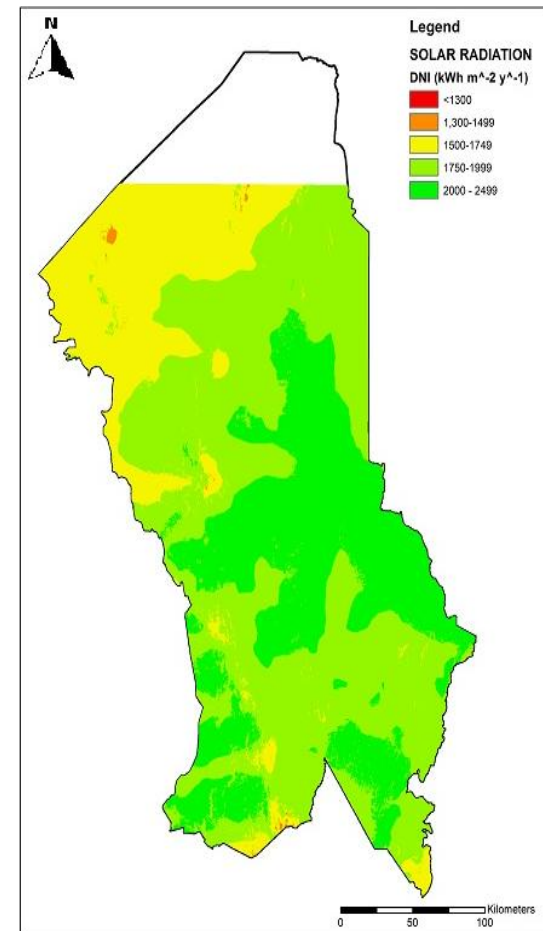 N
Legend
SOLAR RADIATION
DNI (kWh m^-2 y^-1)
<1300
1,300-1499
1500-1749
1750-1999
2000 - 2499
Kilometers
0 50 100